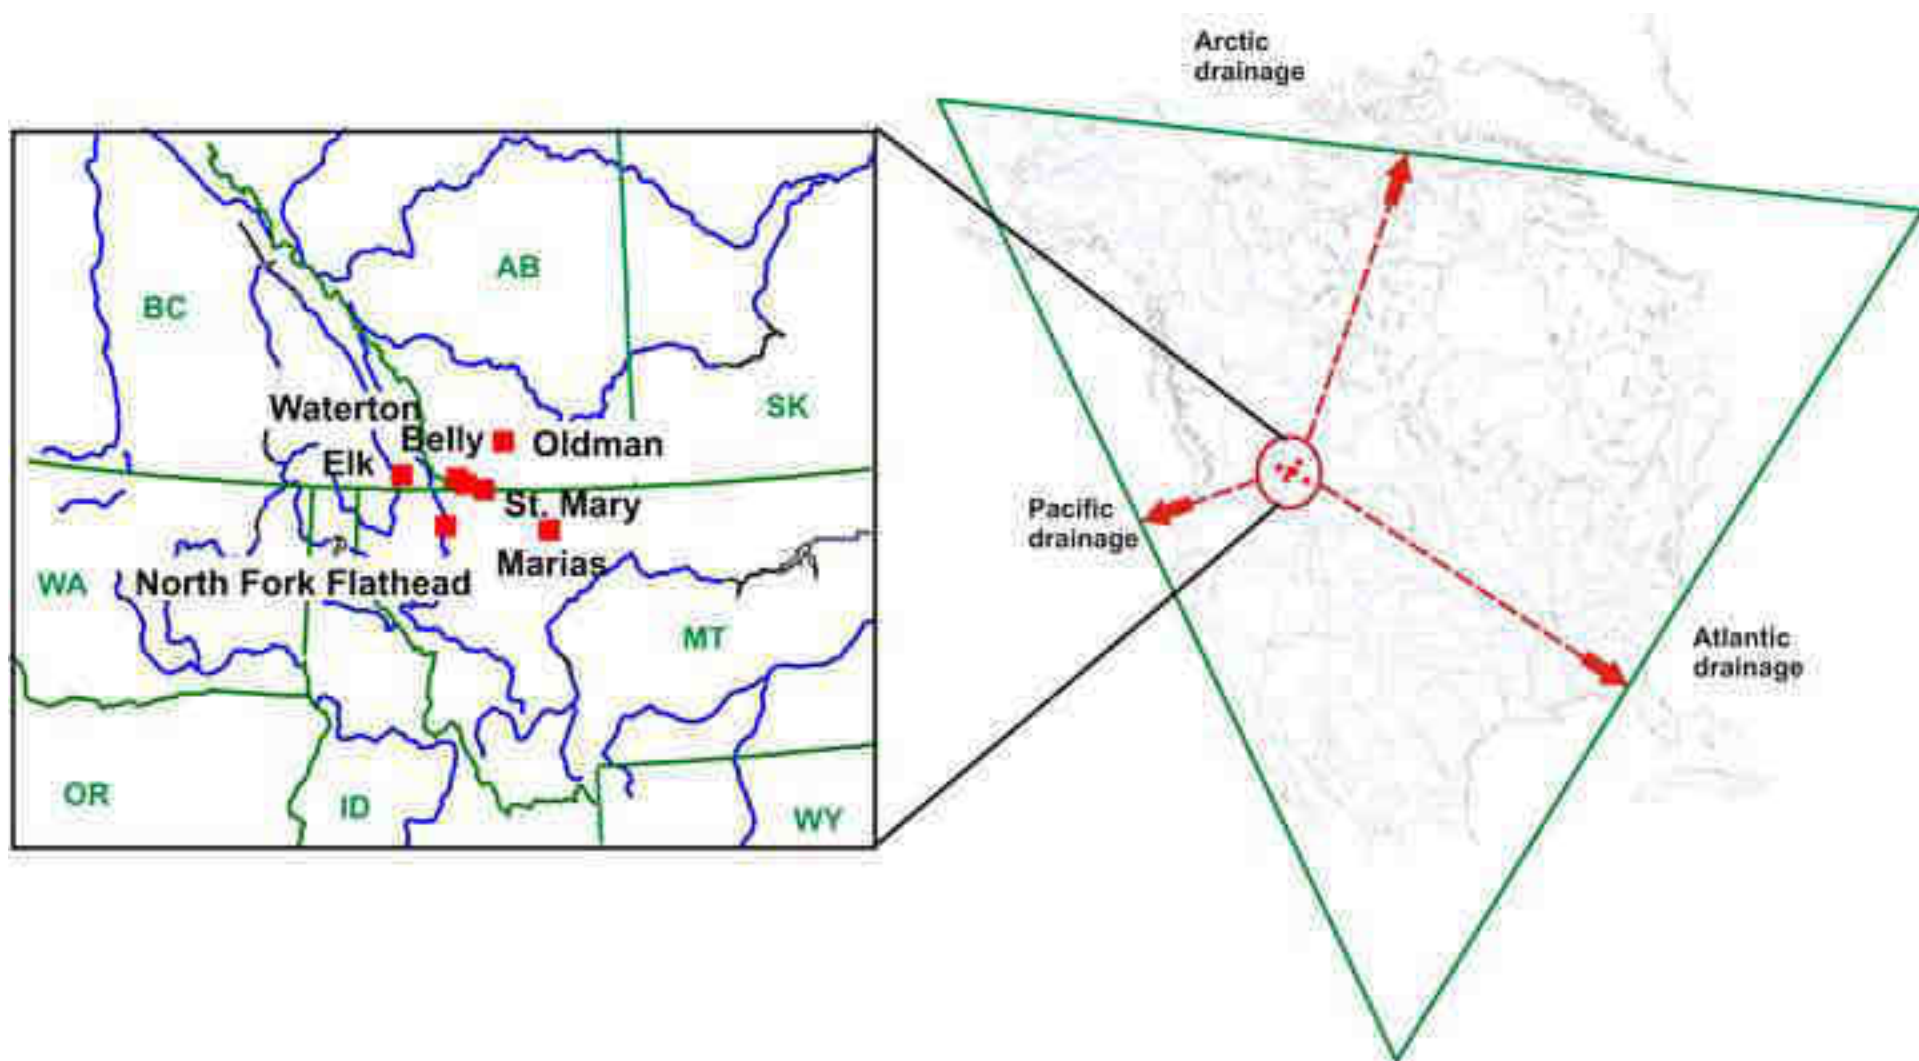 Arctic
drainage
AB
BC
SK
Waterton
Belly
Oldman
Elk
St. Mary
Marias
North Fork Flathead
WA
MT
OR
ID
WY
Pacific
drainage
Atlantic
drainage